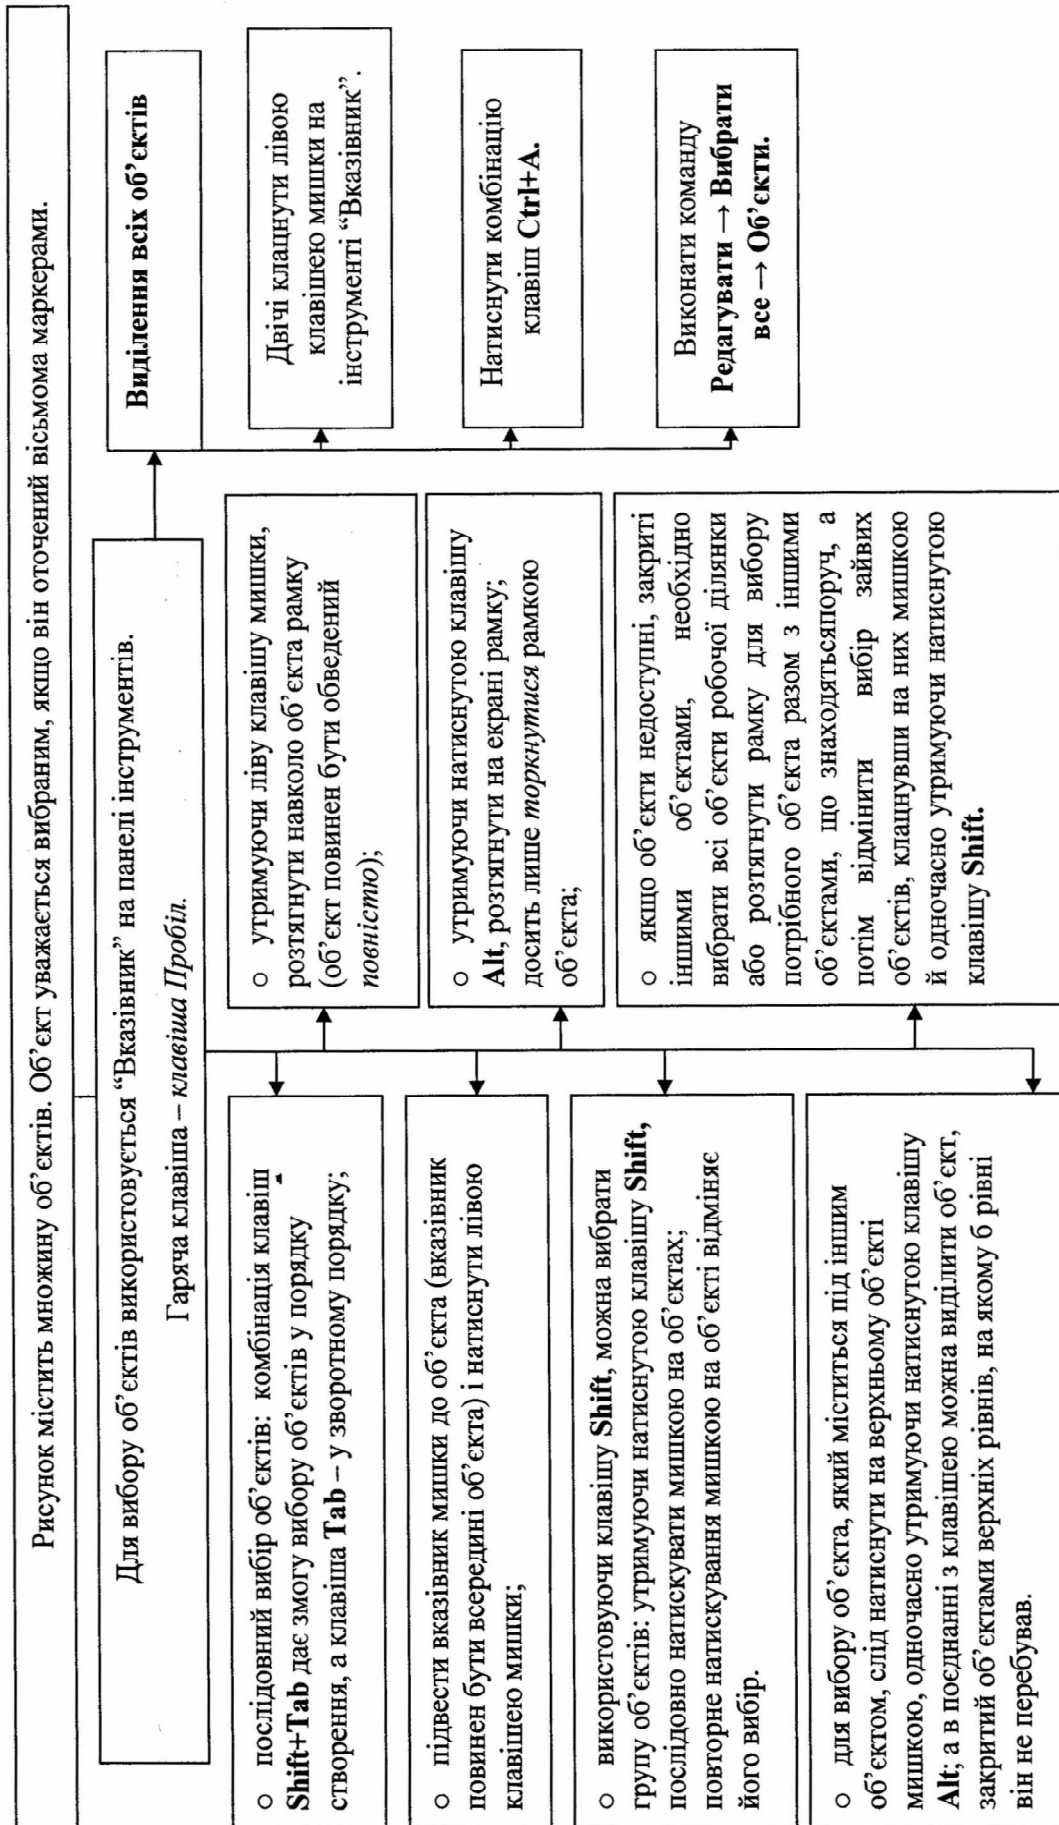 Рисунок містить множину об’єктів. Об’єкт уважається вибраним, якщо він оточений вісьмома маркерами.
Для вибору об’єктів використовується “Вказівник” на панелі інструментів.
Гаряча клавіша – клавіша Пробіл.
Виділення всіх об’єктів
○ послідовний вибір об’єктів: комбінація клавіш
Shift+Tab дає змогу вибору об’єктів у порядку
створення, а клавіша Tab – у зворотному порядку;
○ підвести вказівник мишки до об’єкта (вказівник
повинен бути всередині об’єкта) і натиснути лівою
клавішею мишки;
○ використовуючи клавішу Shift, можна вибрати
групу об’єктів: утримуючи натиснутою клавішу Shift,
послідовно натискувати мишкою на об’єктах;
повторне натискування мишкою на об’єкті відміняє
його вибір.
○ для вибору об’єкта, який міститься під іншим
об’єктом, слід натиснути на верхньому об’єкті
мишкою, одночасно утримуючи натиснутою клавішу
Alt; а в поєднанні з клавішею можна виділити об’єкт,
закритий об’єктами верхніх рівнів, на якому б рівні
він не перебував.
○ утримуючи ліву клавішу мишки,
розтягнути навколо об’єкта рамку
(об’єкт повинен бути обведений
повністю);
○ утримуючи натиснутою клавішу
Alt, розтягнути на екрані рамку;
досить лише торкнутися рамкою
об’єкта;
○ якщо об’єкти недоступні, закриті
іншими об’єктами, необхідно
вибрати всі об’єкти робочої ділянки
або розтягнути рамку для вибору
потрібного об’єкта разом з іншими
об’єктами, що знаходятьсяпоруч, а
потім відмінити вибір зайвих
об’єктів, клацнувши на них мишкою
й одночасно утримуючи натиснутою
клавішу Shift.
Двічі клацнути лівою
клавішею мишки на
інструменті “Вказівник”.
Натиснути комбінацію
клавіш Ctrl+A.
Виконати команду
Редагувати → Вибрати
все → Об’єкти.